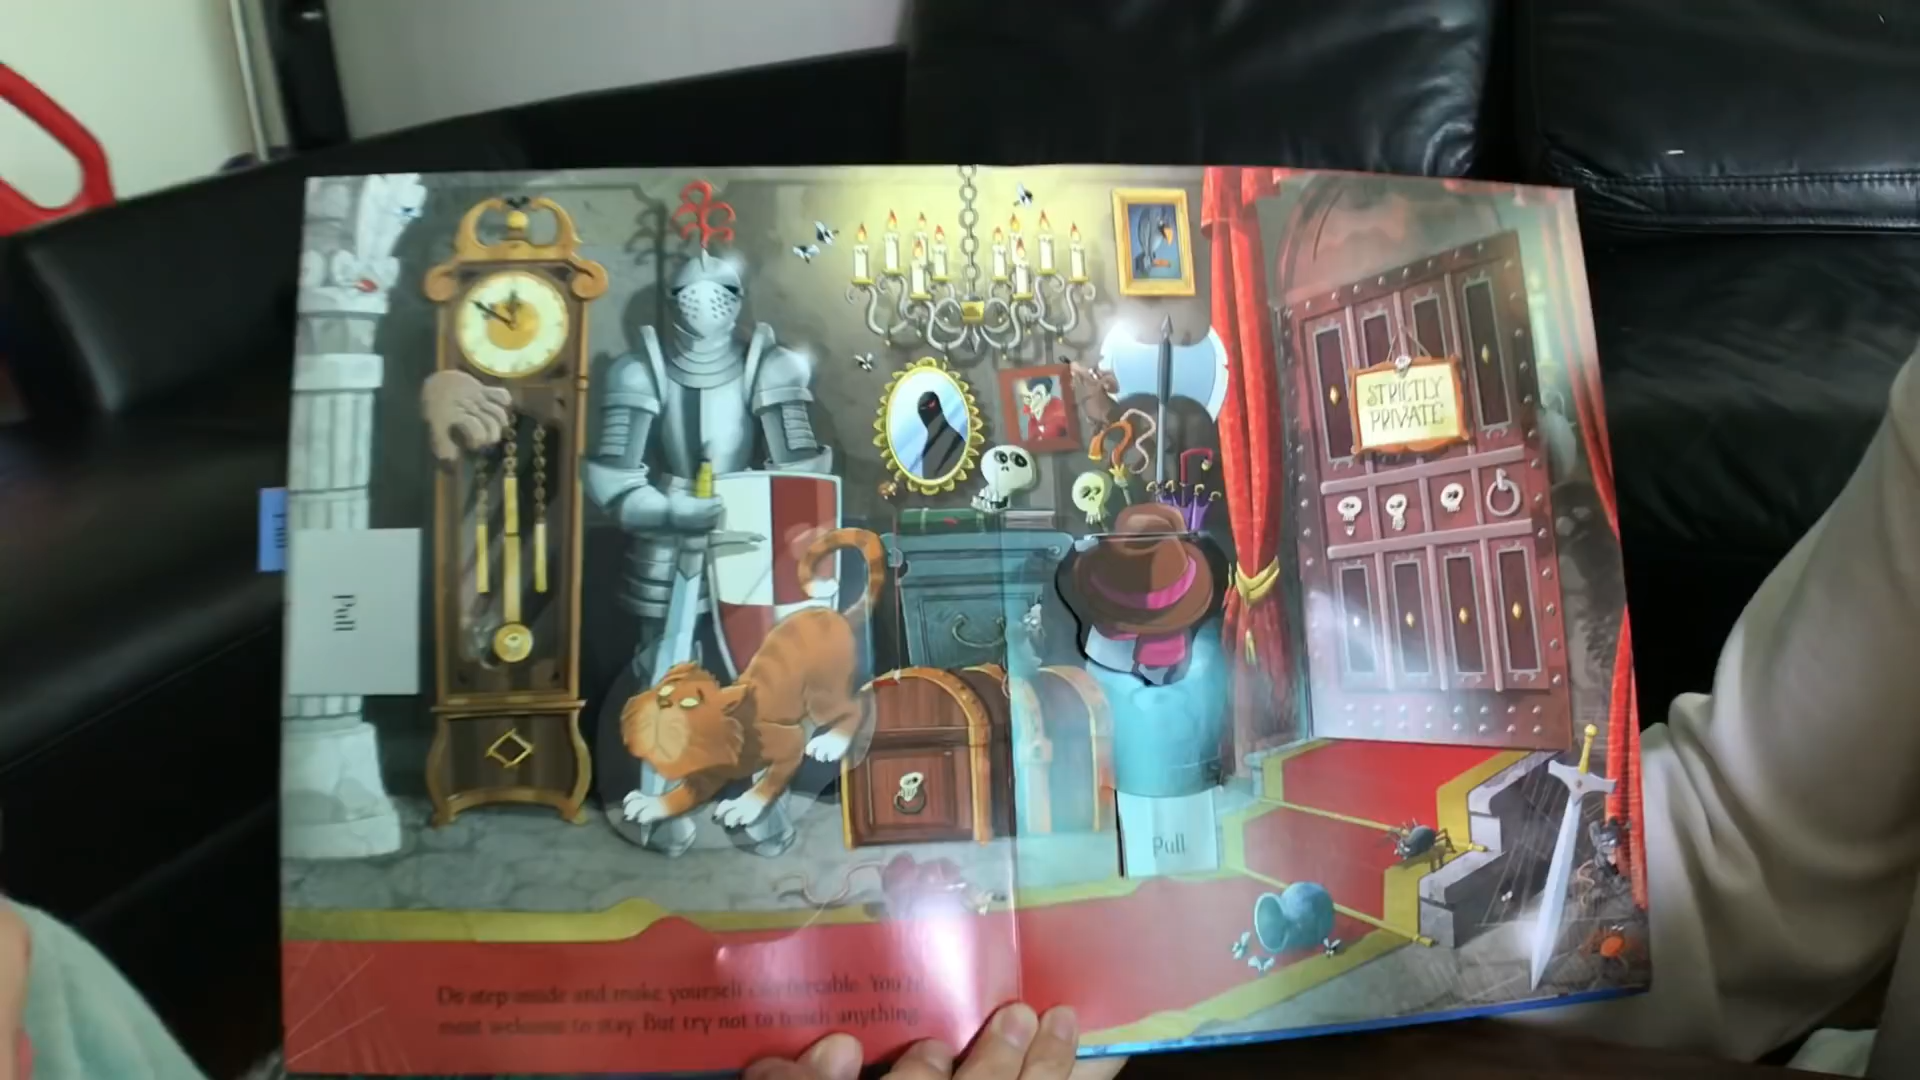 STRICTLY
PRIVATE
Pull
Pull
Do step inside and make yourself comfortable. You're
most welcome to stay. But try not to touch anything.